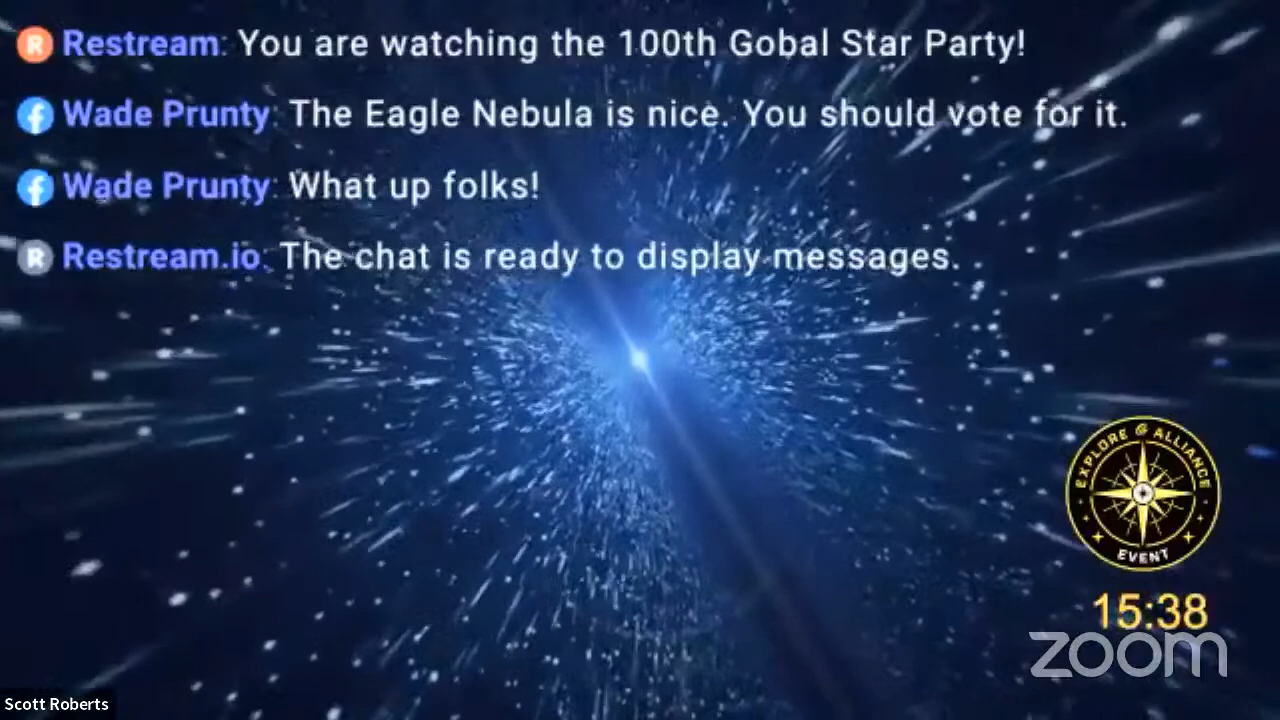 Restream: You are watching the 100th Gobal Star Party!
Wade Prunty: The Eagle Nebula is nice. You should vote for it.
Wade Prunty: What up folks!
Restream.io: The chat is ready to display messages.
EXPLORE ALLIANCE
EVENT
15:38
zoom
Scott Roberts